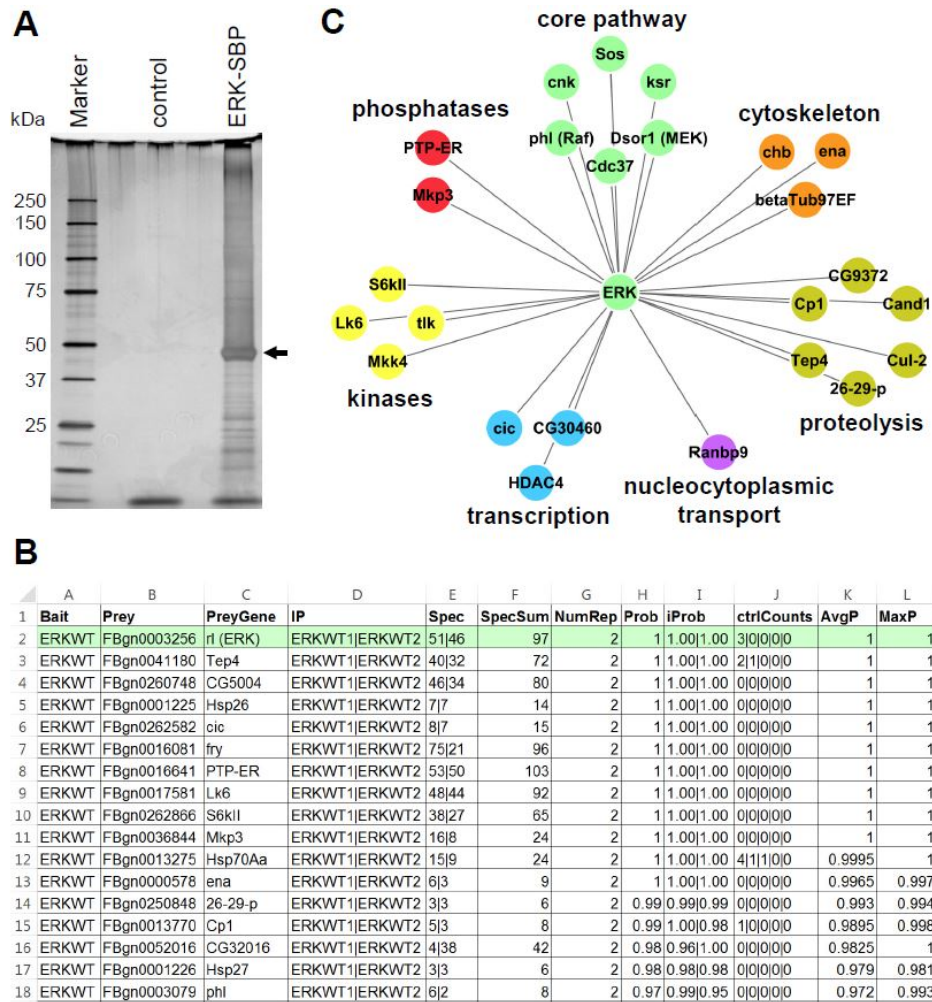 A
Marker
control
ERK-SBP
kDa
250
150
100
75
50
37
25
C
core pathway
Sos
cnk
ksr
phl (Raf)
Dsor1 (MEK)
Cdc37
phosphatases
PTP-ER
Mkp3
cytoskeleton
chb
ena
betaTub97EF
ERK
S6kII
Lk6
tlk
Mkk4
kinases
CG9372
Cp1
Cand1
Tep4
Cul-2
26-29-p
proteolysis
cic
CG30460
HDAC4
transcription
Ranbp9
nucleocytoplasmic
transport
B
A B C D E F G H I J K L
1 Bait Prey PreyGene IP Spec SpecSum NumRep Prob iProb ctrlCounts AvgP MaxP
2 ERKWT FBgn0003256 rl (ERK) ERKWT1|ERKWT2 51|46 97 2 1 1.00|1.00 3|0|0|0|0 1 1
3 ERKWT FBgn0041180 Tep4 ERKWT1|ERKWT2 40|32 72 2 1 1.00|1.00 2|1|0|0|0 1 1
4 ERKWT FBgn0260748 CG5004 ERKWT1|ERKWT2 46|34 80 2 1 1.00|1.00 0|0|0|0|0 1 1
5 ERKWT FBgn0001225 Hsp26 ERKWT1|ERKWT2 7|7 14 2 1 1.00|1.00 0|0|0|0|0 1 1
6 ERKWT FBgn0262582 cic ERKWT1|ERKWT2 8|7 15 2 1 1.00|1.00 0|0|0|0|0 1 1
7 ERKWT FBgn0016081 fry ERKWT1|ERKWT2 75|21 96 2 1 1.00|1.00 0|0|0|0|0 1 1
8 ERKWT FBgn0016641 PTP-ER ERKWT1|ERKWT2 53|50 103 2 1 1.00|1.00 0|0|0|0|0 1 1
9 ERKWT FBgn0017581 Lk6 ERKWT1|ERKWT2 48|44 92 2 1 1.00|1.00 0|0|0|0|0 1 1
10 ERKWT FBgn0262866 S6kII ERKWT1|ERKWT2 38|27 65 2 1 1.00|1.00 0|0|0|0|0 1 1
11 ERKWT FBgn0036844 Mkp3 ERKWT1|ERKWT2 16|8 24 2 1 1.00|1.00 0|0|0|0|0 1 1
12 ERKWT FBgn0013275 Hsp70Aa ERKWT1|ERKWT2 15|9 24 2 1 1.00|1.00 4|1|1|0|0 0.9995 1
13 ERKWT FBgn0000578 ena ERKWT1|ERKWT2 6|3 9 2 1 1.00|1.00 0|0|0|0|0 0.9965 0.997
14 ERKWT FBgn0250848 26-29-p ERKWT1|ERKWT2 3|3 6 2 0.99 0.99|0.99 0|0|0|0|0 0.993 0.994
15 ERKWT FBgn0013770 Cp1 ERKWT1|ERKWT2 5|3 8 2 0.99 1.00|0.98 1|0|0|0|0 0.9895 0.998
16 ERKWT FBgn0052016 CG32016 ERKWT1|ERKWT2 4|38 42 2 0.98 0.96|1.00 0|0|0|0|0 0.9825 1
17 ERKWT FBgn0001226 Hsp27 ERKWT1|ERKWT2 3|3 6 2 0.98 0.98|0.98 0|0|0|0|0 0.979 0.981
18 ERKWT FBgn0003079 phl ERKWT1|ERKWT2 6|2 8 2 0.97 0.99|0.95 0|0|0|0|0 0.972 0.993